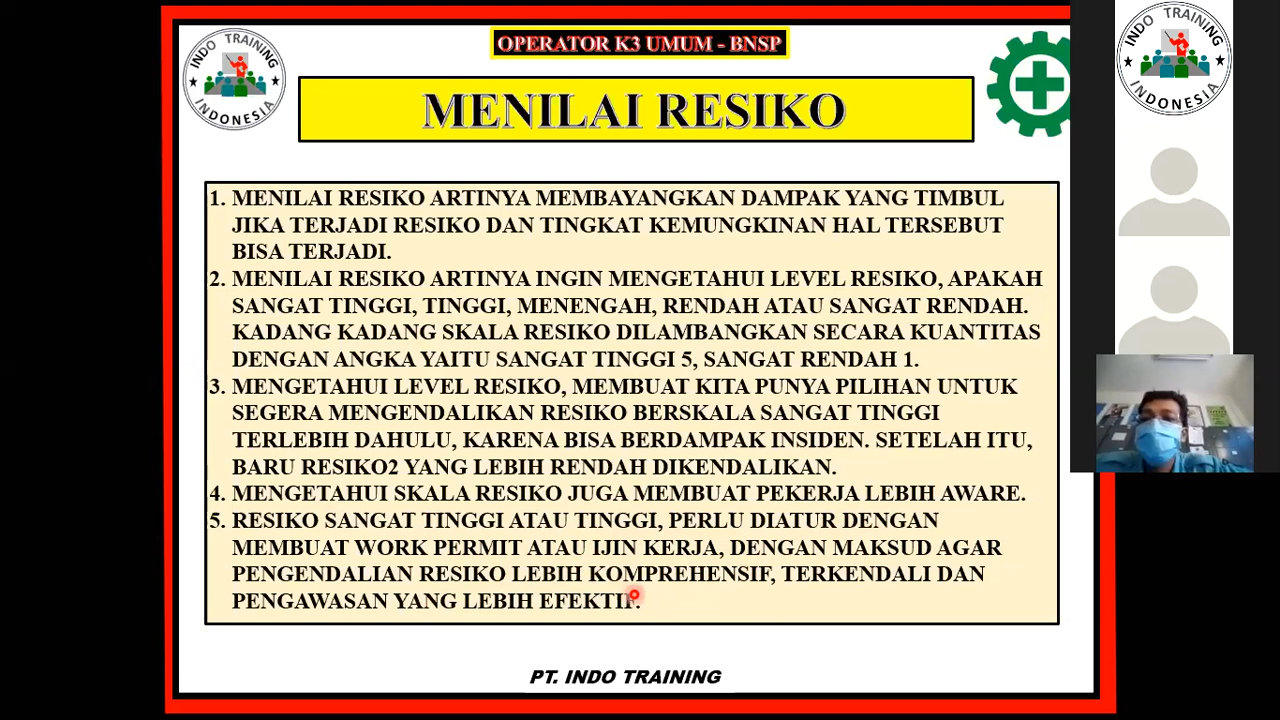 OPERATOR K3 UMUM - BNSP
INDO TRAINING
INDONESIA
INDO TRAINING
INDONESIA
MENILAI RESIKO
1. MENILAI RESIKO ARTINYA MEMBAYANGKAN DAMPAK YANG TIMBUL
JIKA TERJADI RESIKO DAN TINGKAT KEMUNGKINAN HAL TERSEBUT
BISA TERJADI.
2. MENILAI RESIKO ARTINYA INGIN MENGETAHUI LEVEL RESIKO, APAKAH
SANGAT TINGGI, TINGGI, MENENGAH, RENDAH ATAU SANGAT RENDAH.
KADANG KADANG SKALA RESIKO DILAMBANGKAN SECARA KUANTITAS
DENGAN ANGKA YAITU SANGAT TINGGI 5, SANGAT RENDAH 1.
3. MENGETAHUI LEVEL RESIKO, MEMBUAT KITA PUNYA PILIHAN UNTUK
SEGERA MENGENDALIKAN RESIKO BERSKALA SANGAT TINGGI
TERLEBIH DAHULU, KARENA BISA BERDAMPAK INSIDEN. SETELAH ITU,
BARU RESIKO2 YANG LEBIH RENDAH DIKENDALIKAN.
4. MENGETAHUI SKALA RESIKO JUGA MEMBUAT PEKERJA LEBIH AWARE.
5. RESIKO SANGAT TINGGI ATAU TINGGI, PERLU DIATUR DENGAN
MEMBUAT WORK PERMIT ATAU IJIN KERJA, DENGAN MAKSUD AGAR
PENGENDALIAN RESIKO LEBIH KOMPREHENSIF, TERKENDALI DAN
PENGAWASAN YANG LEBIH EFEKTIF.
PT. INDO TRAINING